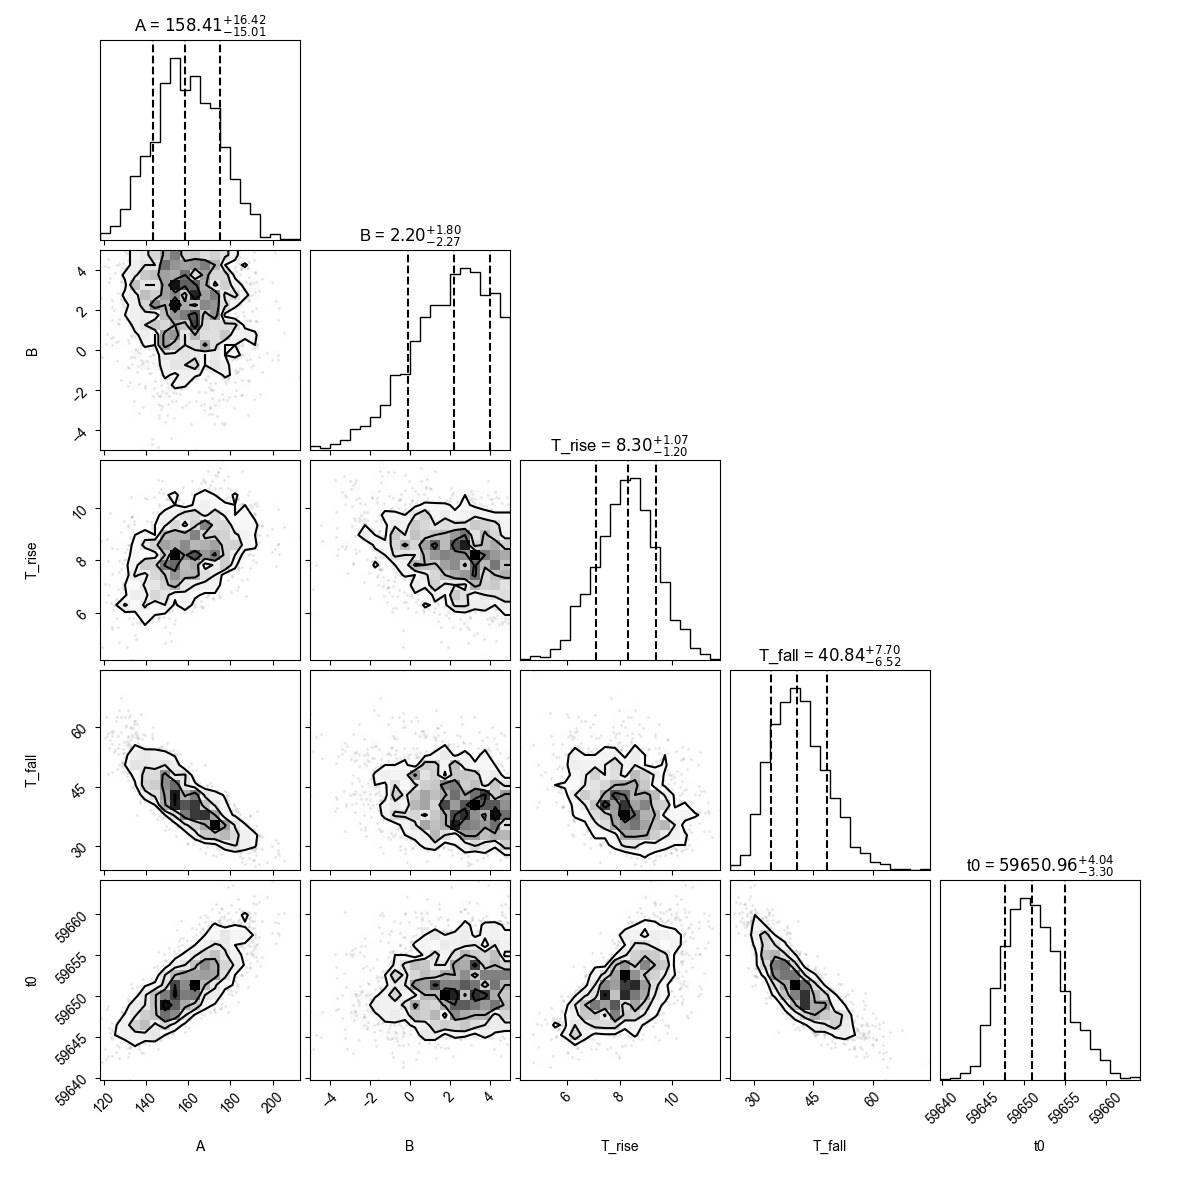 A = 158.41 +16.42 −15.01
B = 2.20 +1.80 −2.27
4
2
0
−2
−4
B
T_rise = 8.30 +1.07 −1.20
10
8
6
T_rise
T_fall = 40.84 +7.70 −6.52
60
45
30
T_fall
t0 = 59650.96 +4.04 −3.30
59660
59655
59650
59645
59640
t0
120 140 160 180 200 −4 −2 0 2 4 6 8 10 30 45 60 59640 59645 59650 59655 59660
A B T_rise T_fall t0